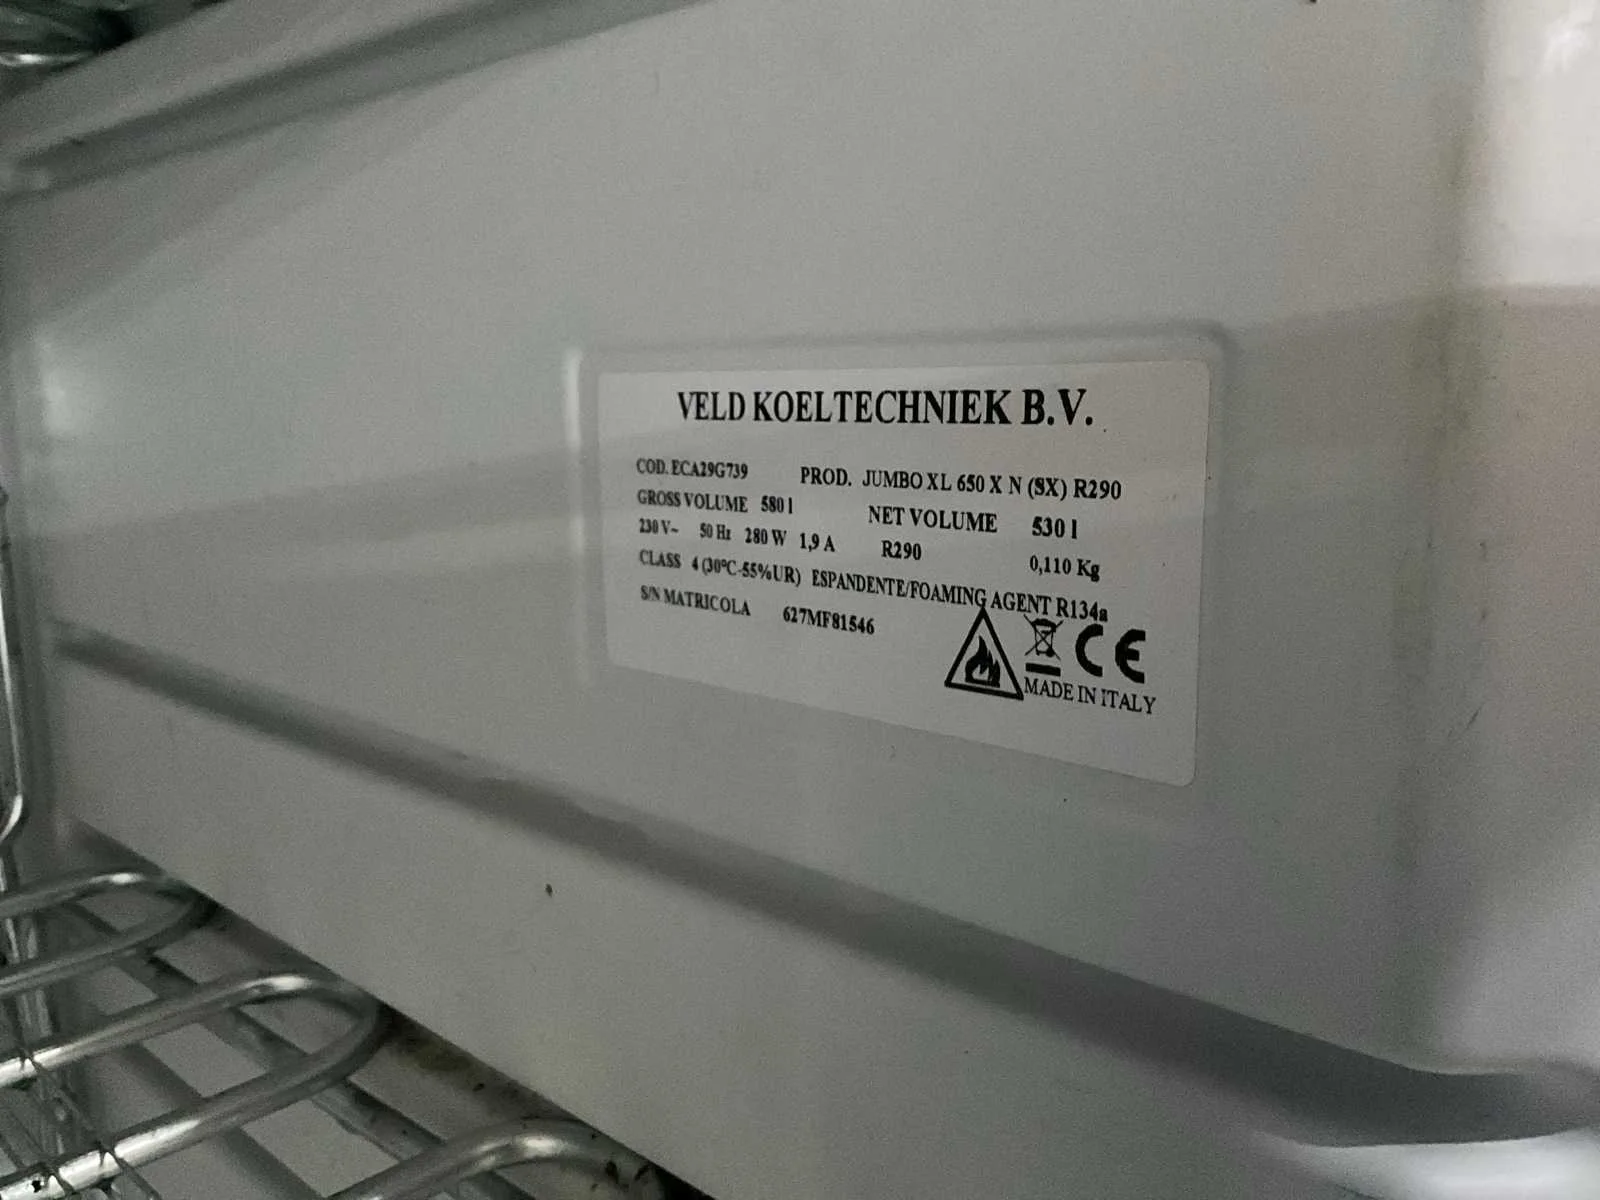 VELD KOELTECHNIEK B.V.
COD. ECA29G739 PROD. JUMBO XL 650 X N (SX) R290
GROSS VOLUME 580 l NET VOLUME 530 l
230 V~ 50 Hz 280 W 1,9 A R290 0,110 Kg
CLASS 4 (30°C-55%UR) ESPANDENTE/FOAMING AGENT R134a
S/N MATRICOLA 627MF81546
CE
MADE IN ITALY